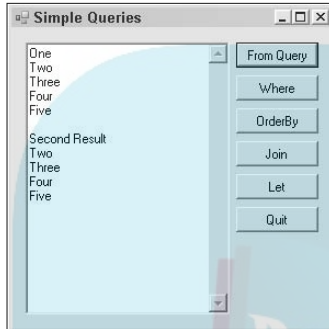 Simple Queries
One
Two
Three
Four
Five
Second Result
Two
Three
Four
Five
From Query
Where
OrderBy
Join
Let
Quit